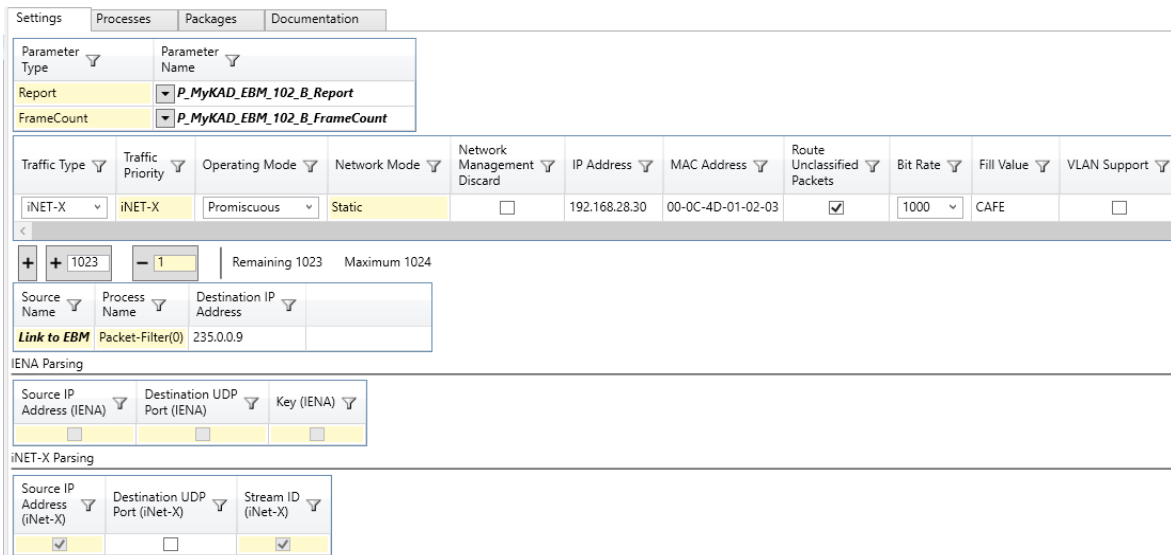 Settings Processes Packages Documentation
Parameter Type Parameter Name
Report P_MyKAD_EBM_102_B_Report
FrameCount P_MyKAD_EBM_102_B_FrameCount
Traffic Type Traffic Priority Operating Mode Network Mode Network Management Discard IP Address MAC Address Route Unclassified Packets Bit Rate Fill Value VLAN Support
iNET-X iNET-X Promiscuous Static 192.168.28.30 00-0C-4D-01-02-03 1000 CAFE
+ + 1023 − 1 Remaining 1023 Maximum 1024
Source Name Process Name Destination IP Address
Link to EBM Packet-Filter(0) 235.0.0.9
IENA Parsing
Source IP Address (IENA) Destination UDP Port (IENA) Key (IENA)
iNET-X Parsing
Source IP Address (iNet-X) Destination UDP Port (iNet-X) Stream ID (iNet-X)